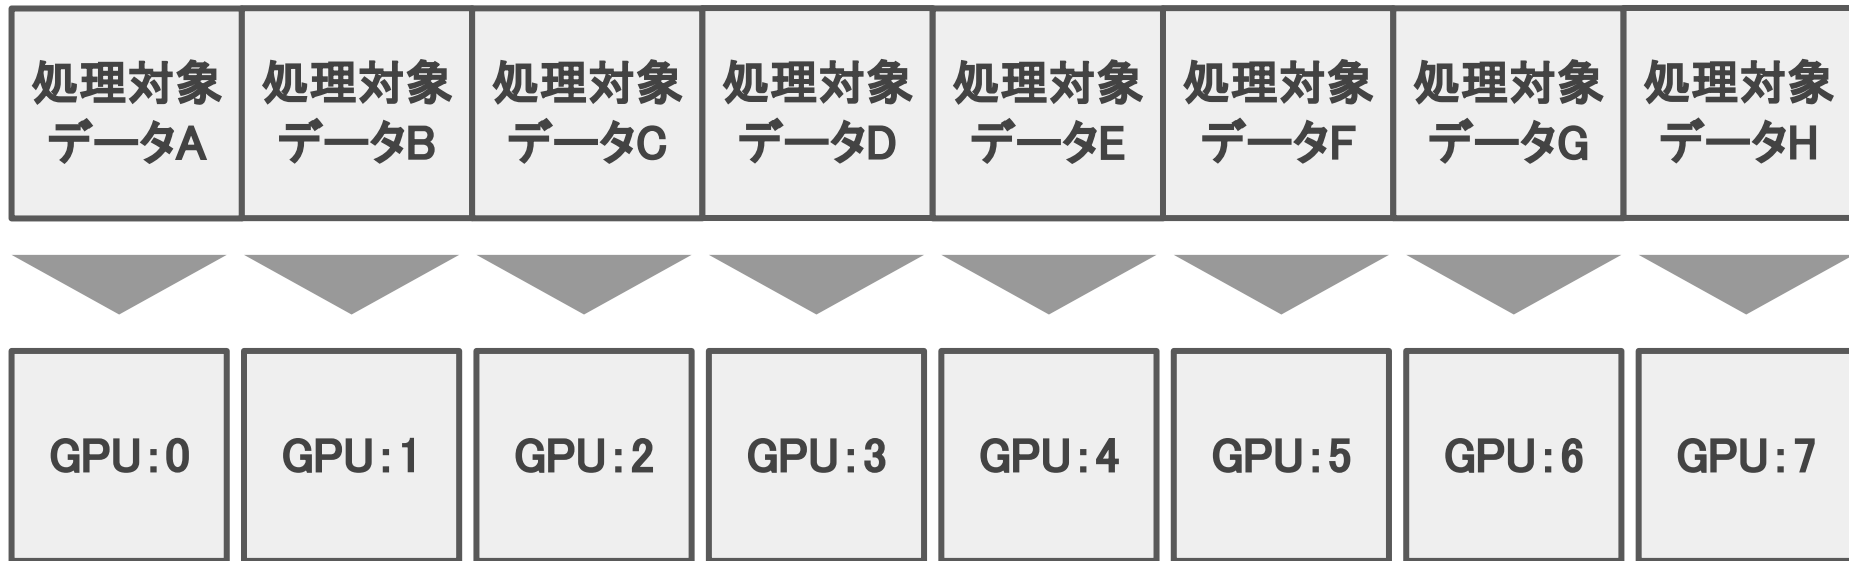 処理対象
データA
処理対象
データB
処理対象
データC
処理対象
データD
処理対象
データE
処理対象
データF
処理対象
データG
処理対象
データH
GPU:0
GPU:1
GPU:2
GPU:3
GPU:4
GPU:5
GPU:6
GPU:7